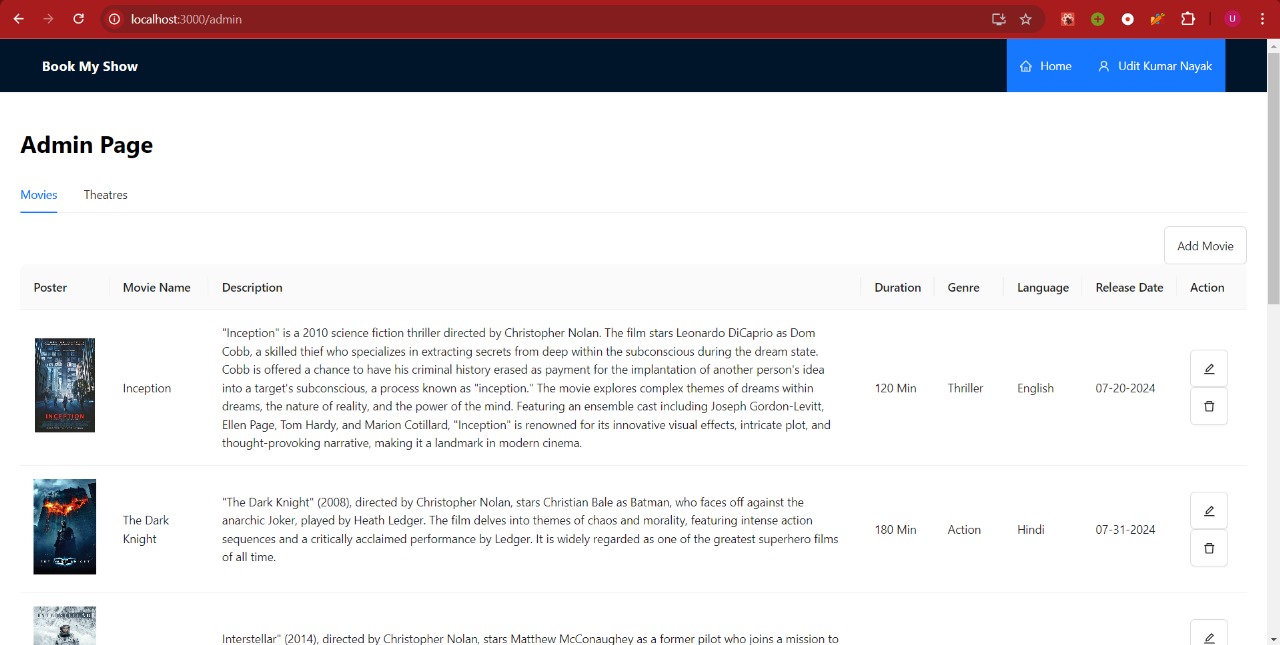 localhost:3000/admin
U
Book My Show
Home
Udit Kumar Nayak
Admin Page
Movies
Theatres
Add Movie
Poster
Movie Name
Description
Duration
Genre
Language
Release Date
Action
INCEPTION
Inception
"Inception" is a 2010 science fiction thriller directed by Christopher Nolan. The film stars Leonardo DiCaprio as Dom
Cobb, a skilled thief who specializes in extracting secrets from deep within the subconscious during the dream state.
Cobb is offered a chance to have his criminal history erased as payment for the implantation of another person's idea
into a target's subconscious, a process known as "inception." The movie explores complex themes of dreams within
dreams, the nature of reality, and the power of the mind. Featuring an ensemble cast including Joseph Gordon-Levitt,
Ellen Page, Tom Hardy, and Marion Cotillard, "Inception" is renowned for its innovative visual effects, intricate plot, and
thought-provoking narrative, making it a landmark in modern cinema.
120 Min
Thriller
English
07-20-2024
The Dark
Knight
"The Dark Knight" (2008), directed by Christopher Nolan, stars Christian Bale as Batman, who faces off against the
anarchic Joker, played by Heath Ledger. The film delves into themes of chaos and morality, featuring intense action
sequences and a critically acclaimed performance by Ledger. It is widely regarded as one of the greatest superhero films
of all time.
180 Min
Action
Hindi
07-31-2024
INTERSTELLAR
Interstellar" (2014), directed by Christopher Nolan, stars Matthew McConaughey as a former pilot who joins a mission to